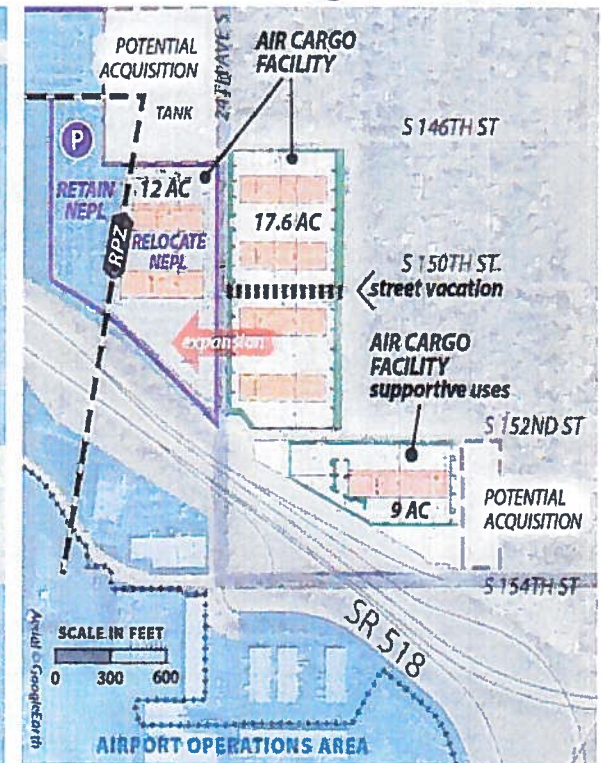 POTENTIAL
ACQUISITION
TANK
24TH AVE S
AIR CARGO
FACILITY
S 146TH ST
P
RETAIN
NEPL
12 AC
RPZ
RELOCATE
NEPL
17.6 AC
S 150TH ST.
street vacation
expansion
AIR CARGO
FACILITY
supportive uses
S 152ND ST
9 AC
POTENTIAL
ACQUISITION
S 154TH ST
SR 518
SCALE IN FEET
0 300 600
Aerial © GoogleEarth
AIRPORT OPERATIONS AREA